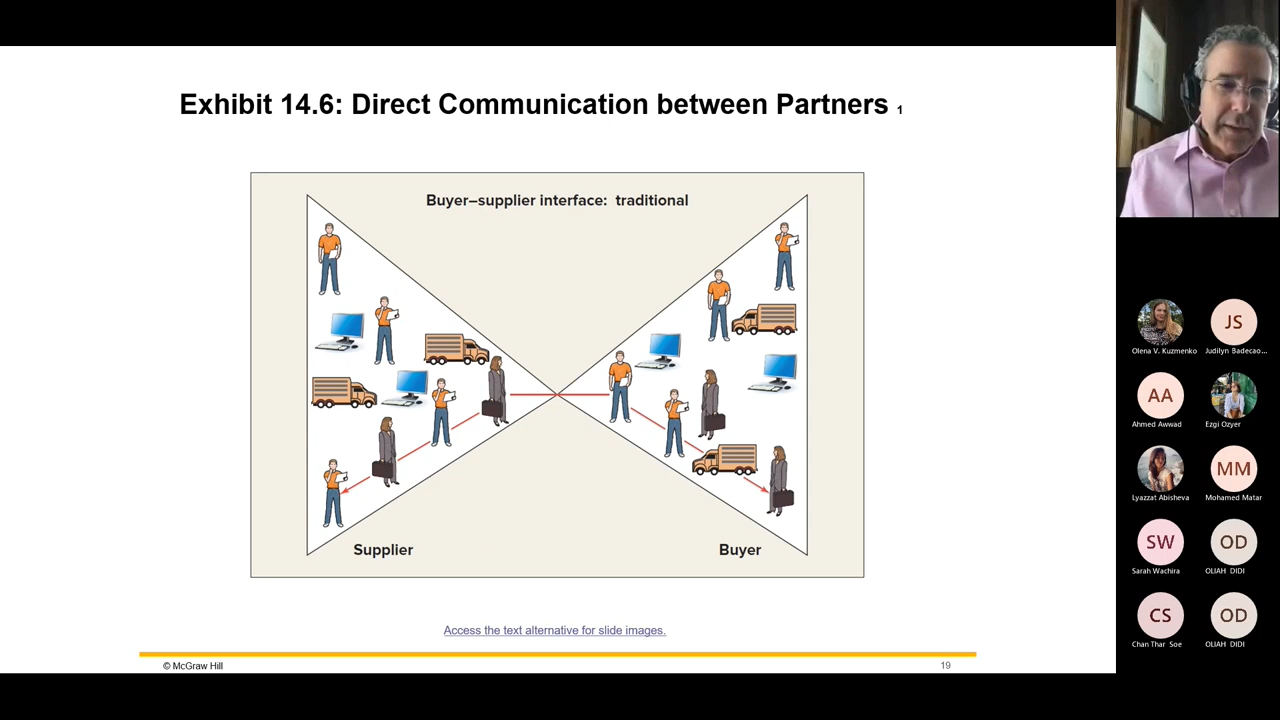 Exhibit 14.6: Direct Communication between Partners 1
Buyer–supplier interface: traditional
Supplier
Buyer
Access the text alternative for slide images.
© McGraw Hill
19
JS
Olena V. Kuzmenko
Judilyn Badecao...
AA
Ahmed Awwad
Ezgi Ozyer
MM
Lyazzat Abisheva
Mohamed Matar
SW
OD
Sarah Wachira
OLIAH DIDI
CS
OD
Chan Thar Soe
OLIAH DIDI